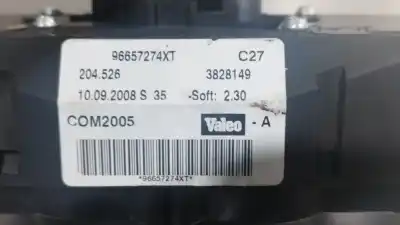 96657274XT C27
204.526 3828149
10.09.2008 S 35 -Soft: 2.30
COM2005 Valeo - A
*96657274XT*